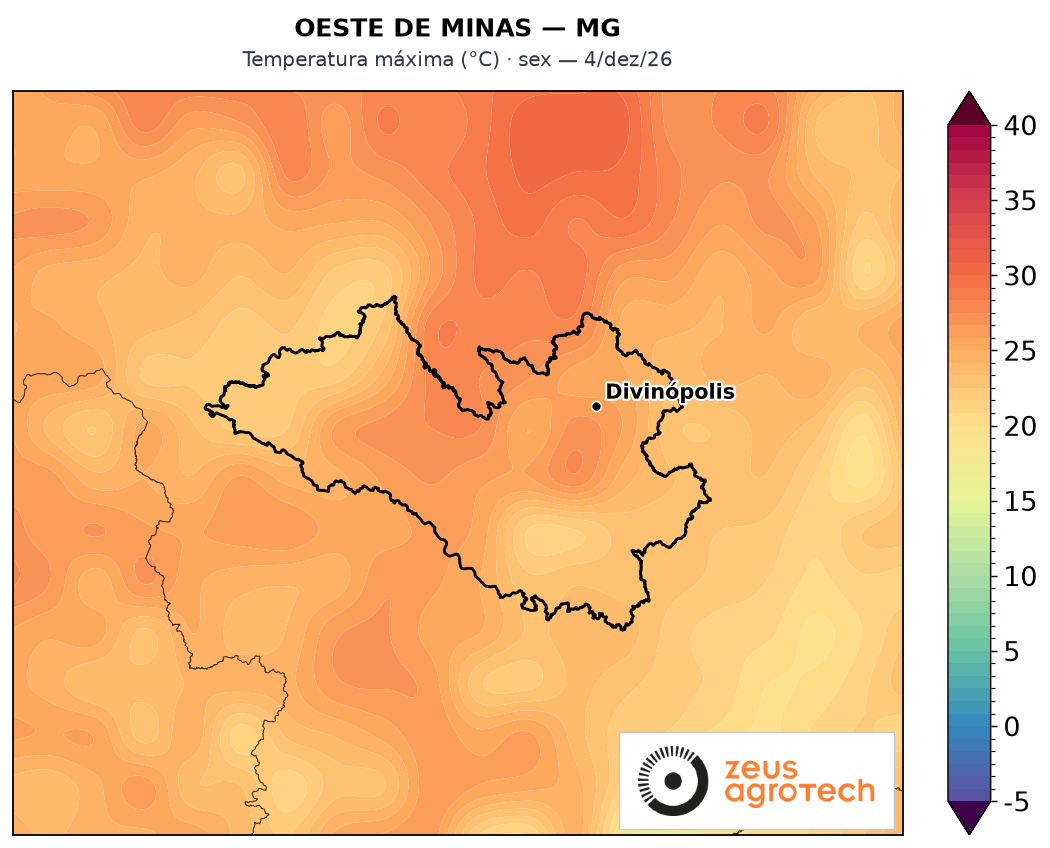 OESTE DE MINAS — MG
Temperatura máxima (°C) · sex — 4/dez/26
40
35
30
25
20
15
10
5
0
-5
Divinópolis
zeus
agrotech